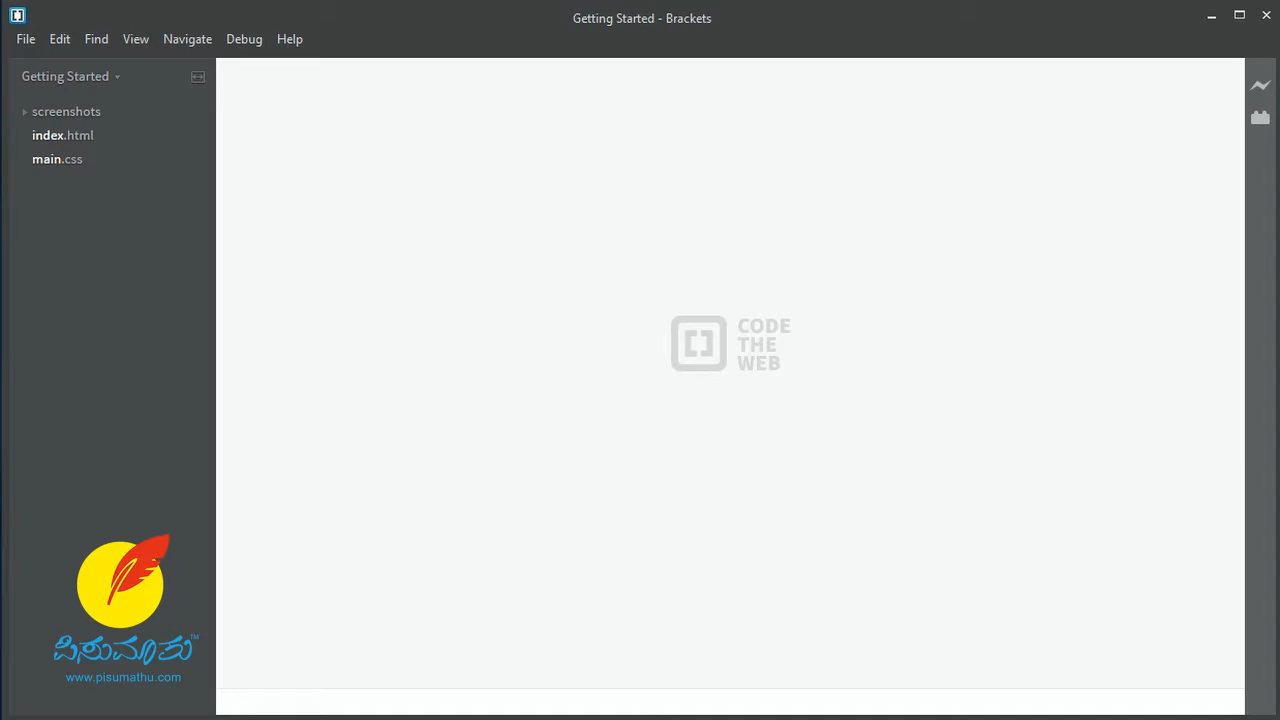 Getting Started - Brackets
File Edit Find View Navigate Debug Help
Getting Started
screenshots
index.html
main.css
CODE
THE
WEB
ಪಿಸುಮಾತು™
www.pisumathu.com